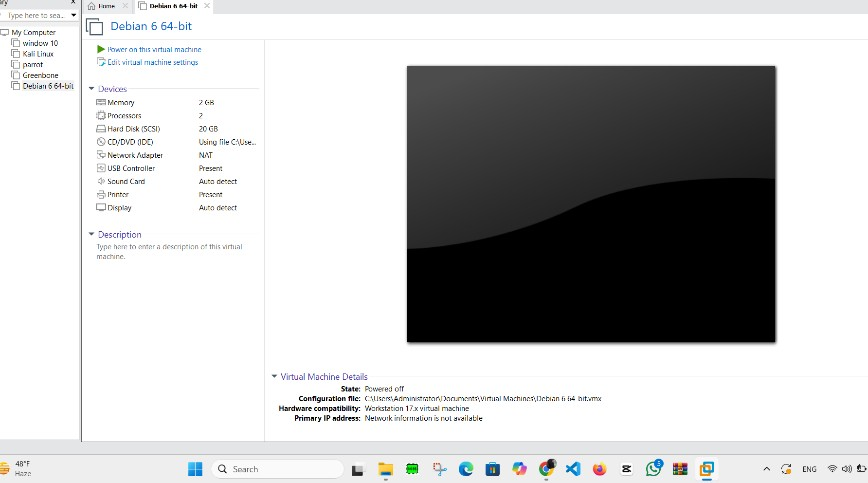 ary
x
Home
Debian 6 64-bit
Type here to sea...
Debian 6 64-bit
My Computer
window 10
Kali Linux
parrot
Greenbone
Debian 6 64-bit
Power on this virtual machine
Edit virtual machine settings
Devices
Memory 2 GB
Processors 2
Hard Disk (SCSI) 20 GB
CD/DVD (IDE) Using file C:\Use...
Network Adapter NAT
USB Controller Present
Sound Card Auto detect
Printer Present
Display Auto detect
Description
Type here to enter a description of this virtual
machine.
Virtual Machine Details
State: Powered off
Configuration file: C:\Users\Administrator\Documents\Virtual Machines\Debian 6 64-bit.vmx
Hardware compatibility: Workstation 17.x virtual machine
Primary IP address: Network information is not available
48°F
Haze
Search
ENG